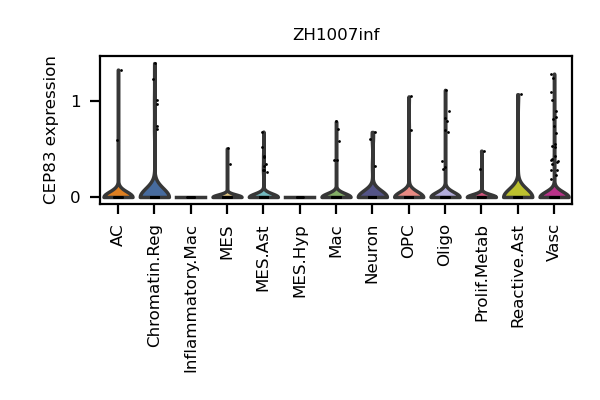 ZH1007inf
CEP83 expression
1
0
AC
Chromatin.Reg
Inflammatory.Mac
MES
MES.Ast
MES.Hyp
Mac
Neuron
OPC
Oligo
Prolif.Metab
Reactive.Ast
Vasc